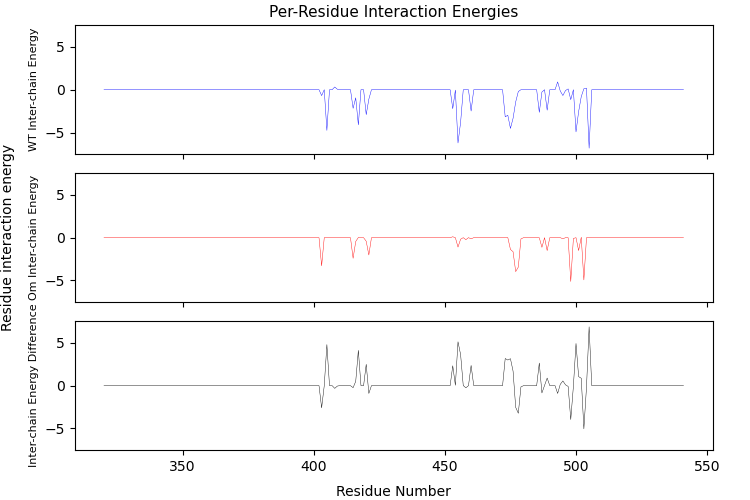 Per-Residue Interaction Energies
Residue interaction energy
WT Inter-chain Energy
5
0
−5
Om Inter-chain Energy
5
0
−5
Inter-chain Energy Difference
5
0
−5
350
400
450
500
550
Residue Number